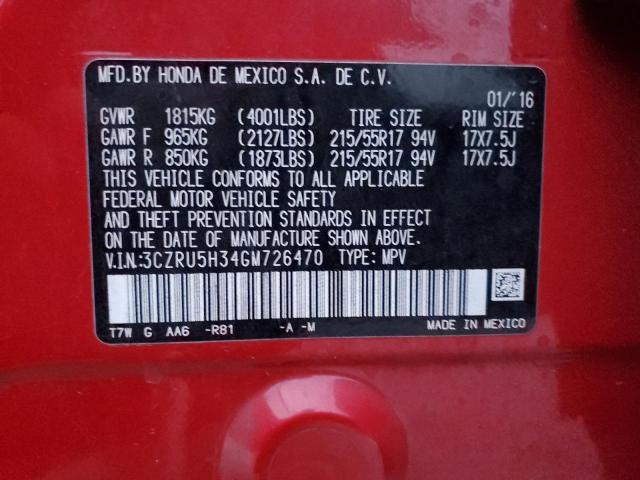 MFD.BY HONDA DE MEXICO S.A. DE C.V.
01/'16
GVWR 1815KG (4001LBS) TIRE SIZE RIM SIZE
GAWR F 965KG (2127LBS) 215/55R17 94V 17X7.5J
GAWR R 850KG (1873LBS) 215/55R17 94V 17X7.5J
THIS VEHICLE CONFORMS TO ALL APPLICABLE
FEDERAL MOTOR VEHICLE SAFETY
AND THEFT PREVENTION STANDARDS IN EFFECT
ON THE DATE OF MANUFACTURE SHOWN ABOVE.
V.I.N:3CZRU5H34GM726470 TYPE: MPV
T7W G AA6 -R81 -A -M MADE IN MEXICO